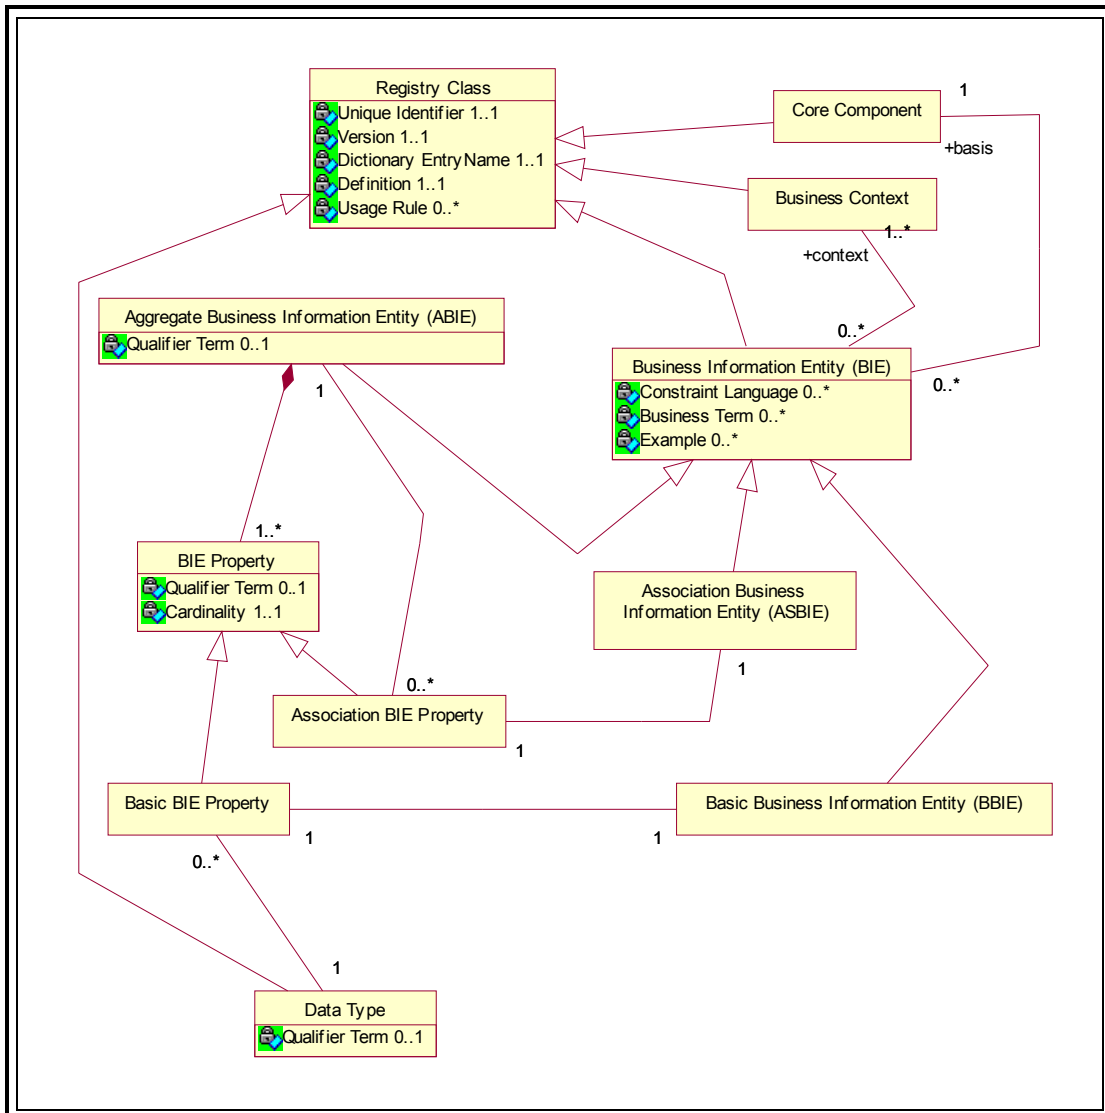 Registry Class
Unique Identifier 1..1
Version 1..1
Dictionary EntryName 1..1
Definition 1..1
Usage Rule 0..*
Core Component
1
+basis
Business Context
1..*
+context
0..*
Aggregate Business Information Entity (ABIE)
Qualifier Term 0..1
1
Business Information Entity (BIE)
Constraint Language 0..*
Business Term 0..*
Example 0..*
0..*
1..*
BIE Property
Qualifier Term 0..1
Cardinality 1..1
Association Business
Information Entity (ASBIE)
1
0..*
Association BIE Property
1
Basic BIE Property
1
1
Basic Business Information Entity (BBIE)
0..*
1
Data Type
Qualifier Term 0..1